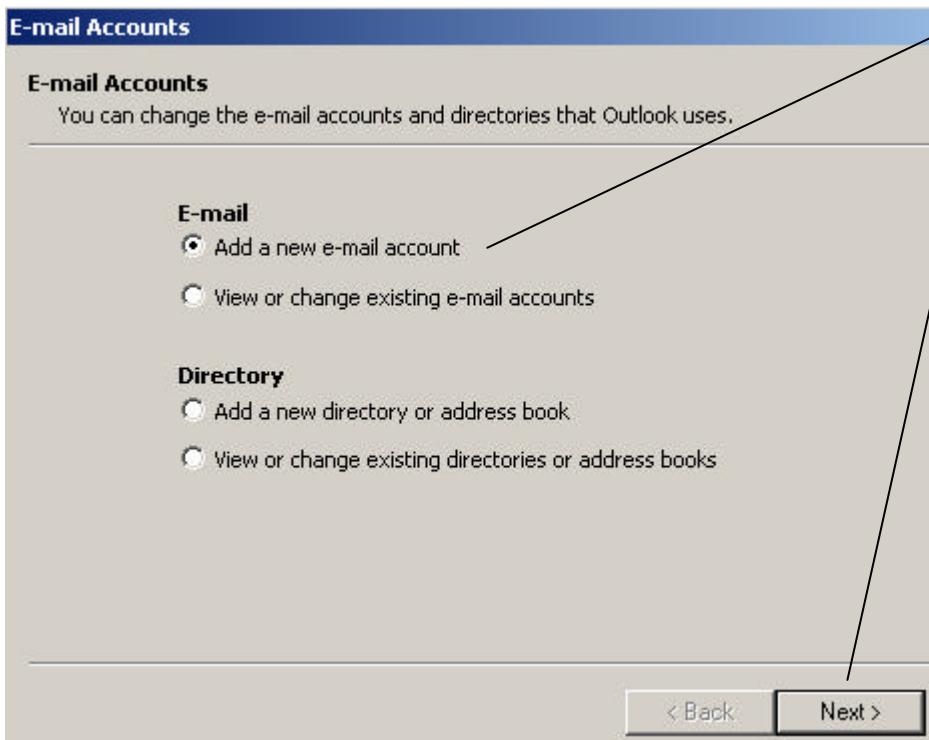 E-mail Accounts
E-mail Accounts
You can change the e-mail accounts and directories that Outlook uses.
E-mail
Add a new e-mail account
View or change existing e-mail accounts
Directory
Add a new directory or address book
View or change existing directories or address books
< Back
Next >